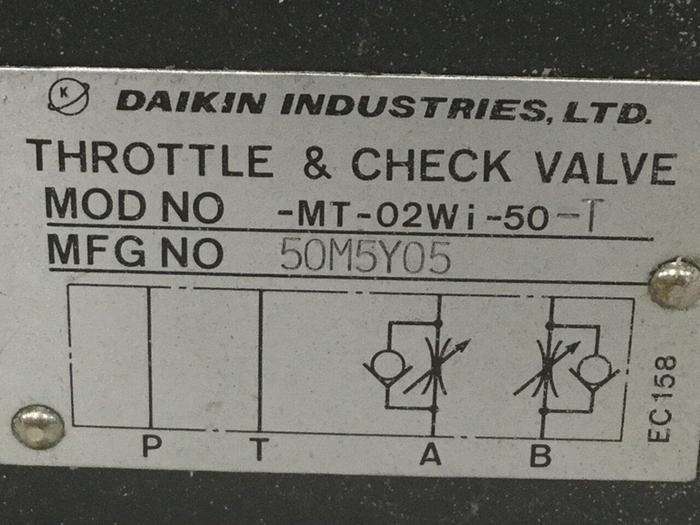 K DAIKIN INDUSTRIES, LTD.
THROTTLE & CHECK VALVE
MOD NO -MT-02Wi-50-T
MFG NO 50M5Y05
P T A B
EC158